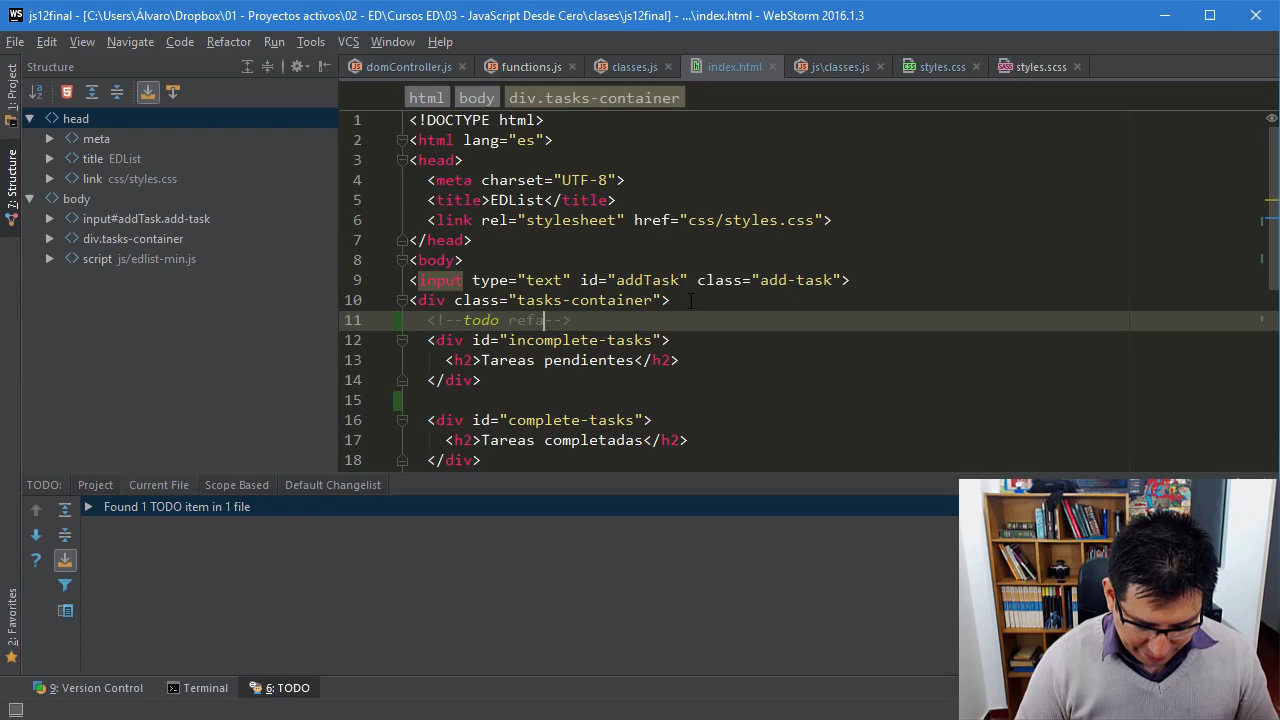 WS js12final - [C:\Users\Álvaro\Dropbox\01 - Proyectos activos\02 - ED\Cursos ED\03 - JavaScript Desde Cero\clases\js12final] - ...\index.html - WebStorm 2016.1.3
File Edit View Navigate Code Refactor Run Tools VCS Window Help
Structure
domController.js functions.js classes.js index.html js\classes.js styles.css styles.scss
1: Project
7: Structure
2: Favorites
head
meta
title EDList
link css/styles.css
body
input#addTask.add-task
div.tasks-container
script js/edlist-min.js
html body div.tasks-container
1 <!DOCTYPE html>
2 <html lang="es">
3 <head>
4 <meta charset="UTF-8">
5 <title>EDList</title>
6 <link rel="stylesheet" href="css/styles.css">
7 </head>
8 <body>
9 <input type="text" id="addTask" class="add-task">
10 <div class="tasks-container">
11 <!--todo refa-->
12 <div id="incomplete-tasks">
13 <h2>Tareas pendientes</h2>
14 </div>
15
16 <div id="complete-tasks">
17 <h2>Tareas completadas</h2>
18 </div>
TODO: Project Current File Scope Based Default Changelist
Found 1 TODO item in 1 file
9: Version Control Terminal 6: TODO